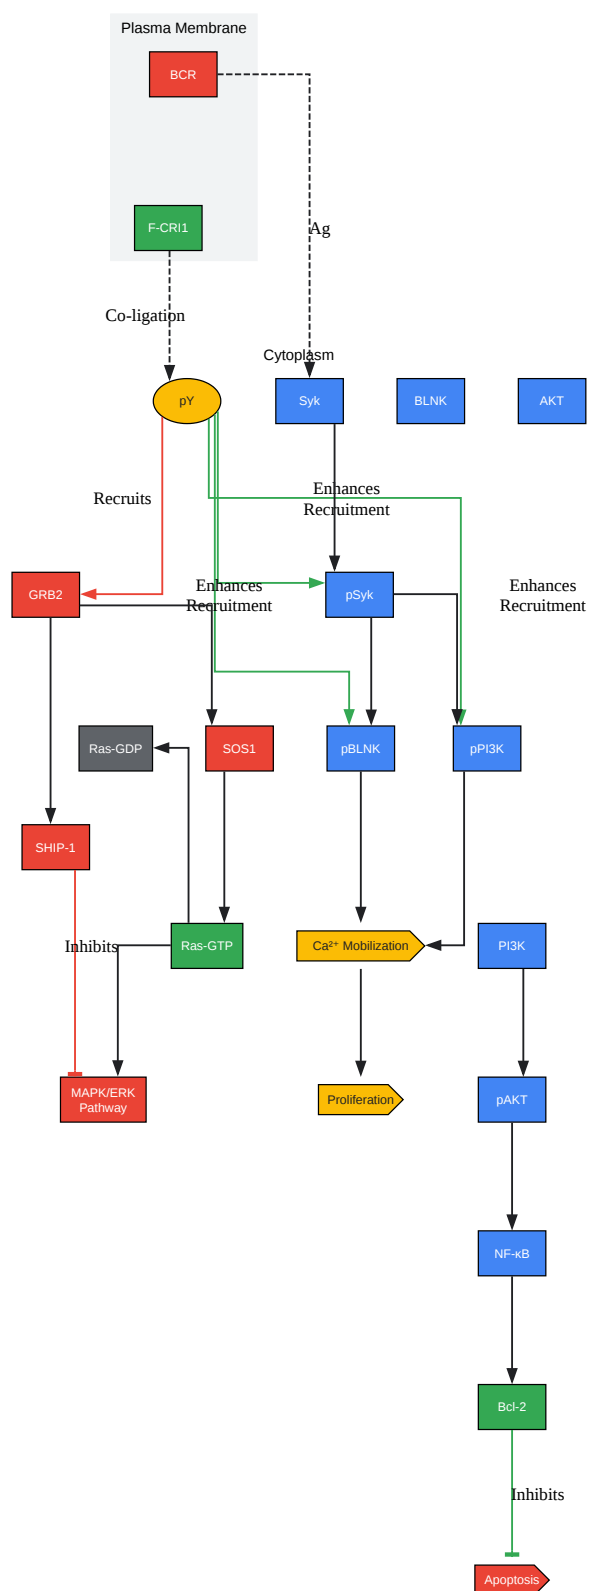 Plasma Membrane
BCR
F-CRI1
Ag
Co-ligation
Cytoplasm
pY
Syk
BLNK
AKT
Recruits
Enhances
Recruitment
GRB2
Enhances
Recruitment
pSyk
Enhances
Recruitment
Ras-GDP
SOS1
pBLNK
pPI3K
SHIP-1
Inhibits
Ras-GTP
Ca²⁺ Mobilization
PI3K
MAPK/ERK
Pathway
Proliferation
pAKT
NF-κB
Bcl-2
Inhibits
Apoptosis